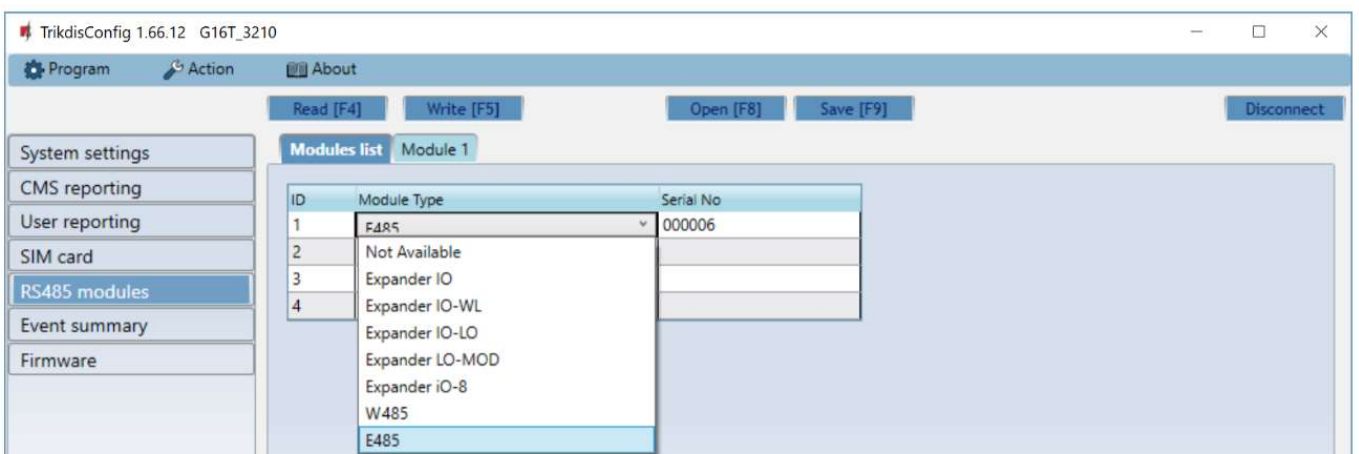 TrikdisConfig 1.66.12 G16T_3210
Program Action About
Read [F4] Write [F5] Open [F8] Save [F9] Disconnect
System settings
CMS reporting
User reporting
SIM card
RS485 modules
Event summary
Firmware
Modules list Module 1
ID Module Type Serial No
1 E485 000006
2
3
4
Not Available
Expander IO
Expander IO-WL
Expander IO-LO
Expander LO-MOD
Expander iO-8
W485
E485